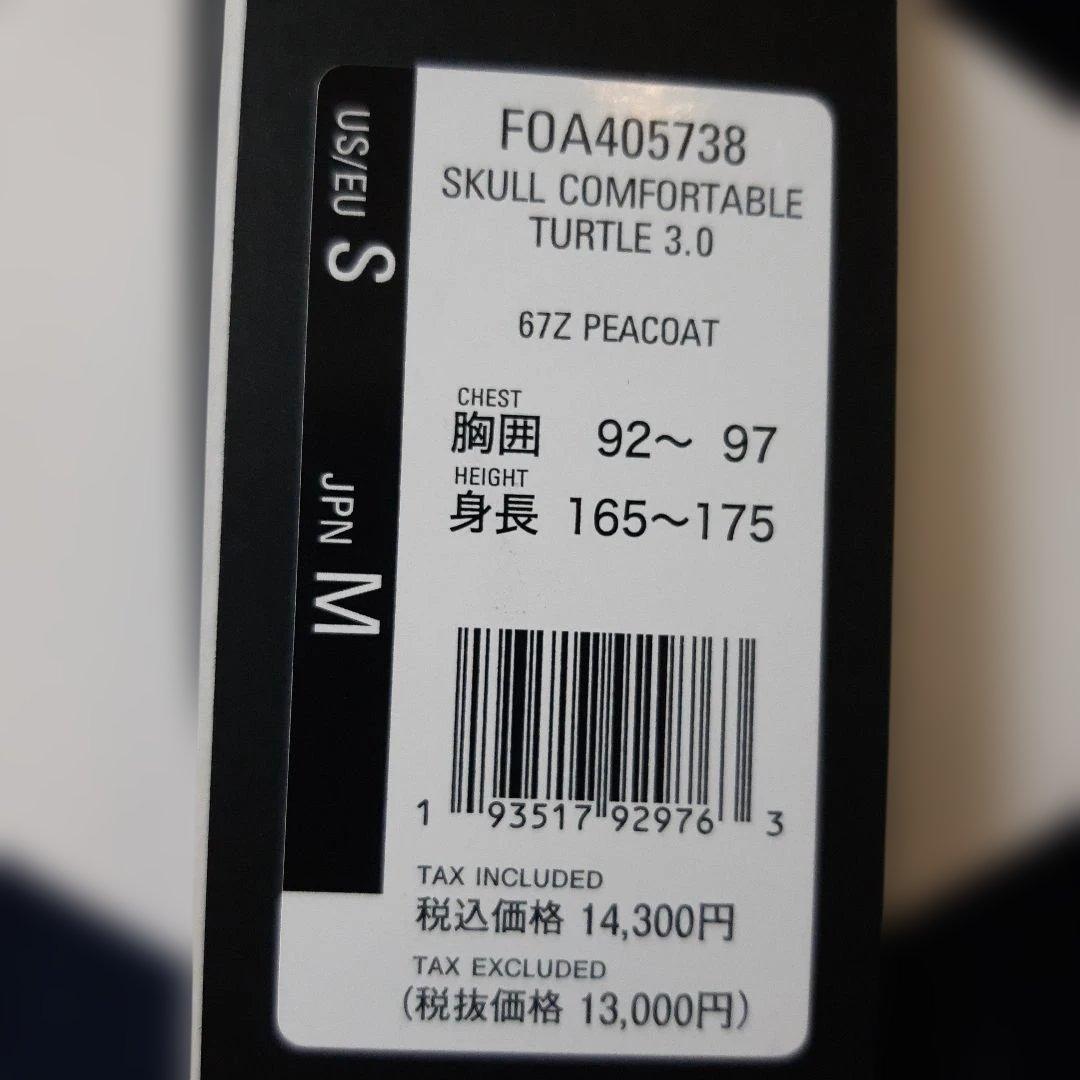 US/EU S
JPN M
FOA405738
SKULL COMFORTABLE
TURTLE 3.0
67Z PEACOAT
CHEST
胸囲 92〜 97
HEIGHT
身長 165〜175
1 93517 92976 3
TAX INCLUDED
税込価格 14,300円
TAX EXCLUDED
(税抜価格 13,000円)